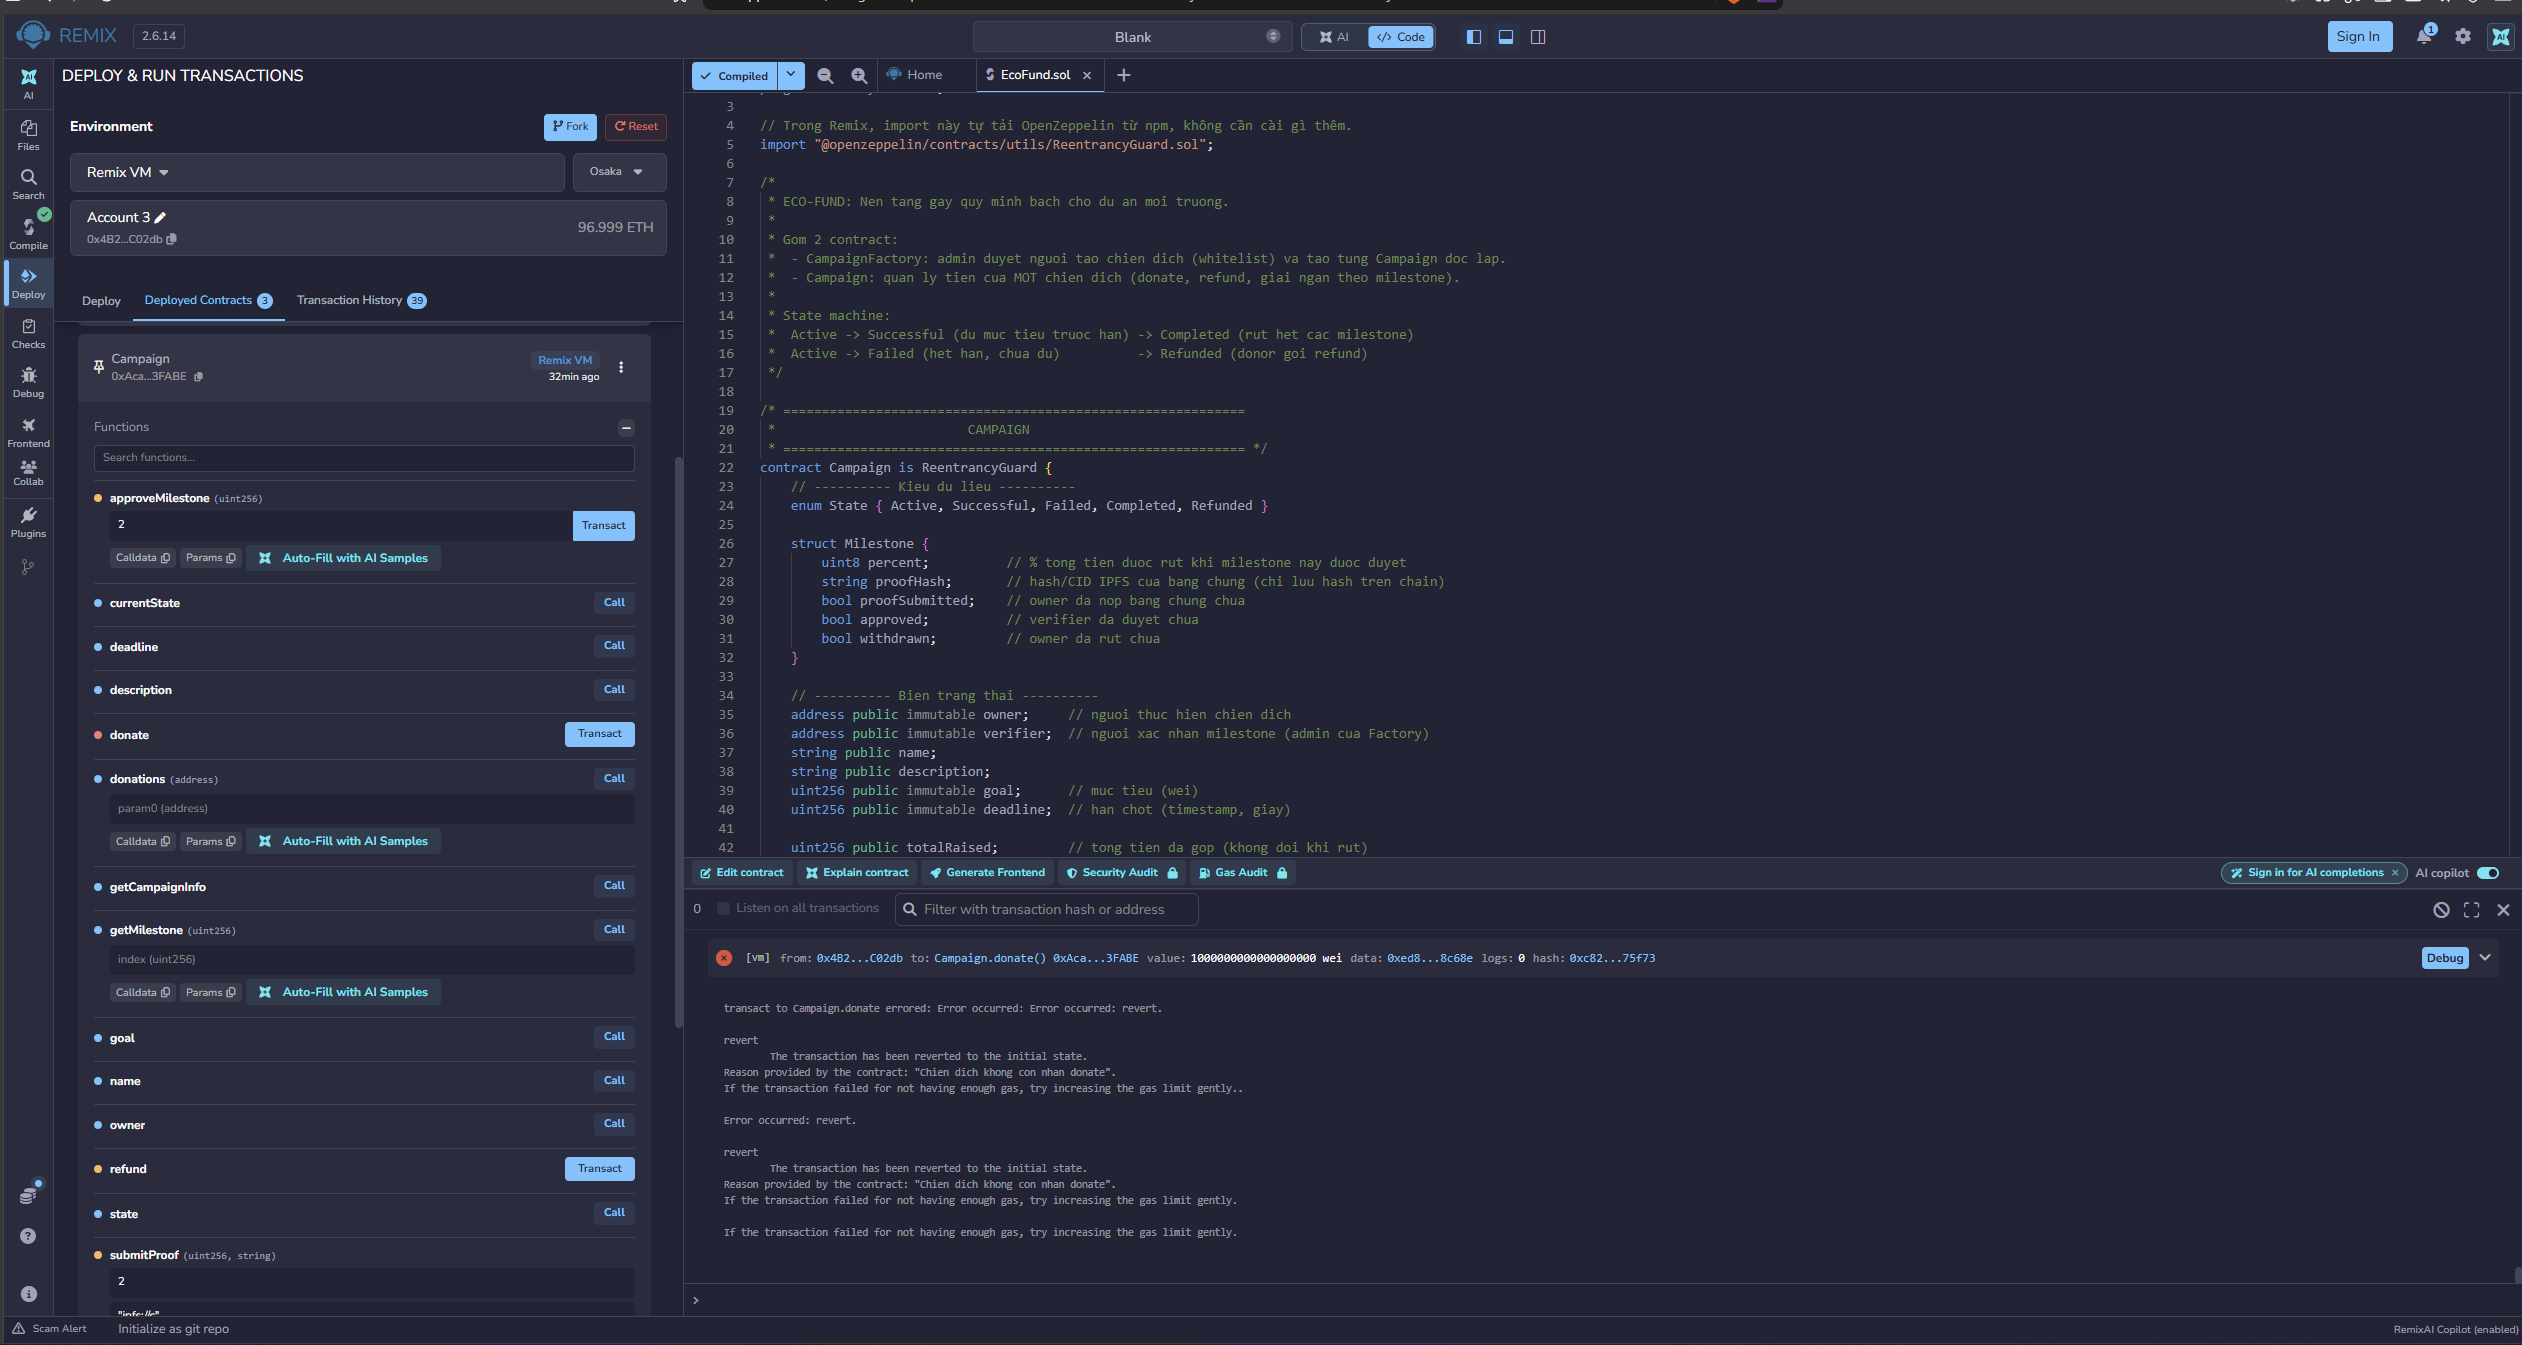 REMIX 2.6.14
Blank
AI
Code
Sign In
1
AI
DEPLOY & RUN TRANSACTIONS
AI
Files
Search
Compile
Deploy
Checks
Debug
Frontend
Collab
Plugins
Environment
Fork
Reset
Remix VM
Osaka
Account 3
0x4B2...C02db
96.999 ETH
Deploy
Deployed Contracts 3
Transaction History 39
Campaign
0xAca...3FABE
Remix VM
32min ago
Functions
Search functions...
approveMilestone (uint256)
2
Transact
Calldata
Params
Auto-Fill with AI Samples
currentState
Call
deadline
Call
description
Call
donate
Transact
donations (address)
Call
param0 (address)
Calldata
Params
Auto-Fill with AI Samples
getCampaignInfo
Call
getMilestone (uint256)
Call
index (uint256)
Calldata
Params
Auto-Fill with AI Samples
goal
Call
name
Call
owner
Call
refund
Transact
state
Call
submitProof (uint256, string)
2
"ipfs://c"
Compiled
Home
EcoFund.sol
3
4 // Trong Remix, import này tự tải OpenZeppelin từ npm, không cần cài gì thêm.
5 import "@openzeppelin/contracts/utils/ReentrancyGuard.sol";
6
7 /*
8 * ECO-FUND: Nen tang gay quy minh bach cho du an moi truong.
9 *
10 * Gom 2 contract:
11 * - CampaignFactory: admin duyet nguoi tao chien dich (whitelist) va tao tung Campaign doc lap.
12 * - Campaign: quan ly tien cua MOT chien dich (donate, refund, giai ngan theo milestone).
13 *
14 * State machine:
15 * Active -> Successful (du muc tieu truoc han) -> Completed (rut het cac milestone)
16 * Active -> Failed (het han, chua du) -> Refunded (donor goi refund)
17 */
18
19 /* ============================================================
20 * CAMPAIGN
21 * ============================================================ */
22 contract Campaign is ReentrancyGuard {
23 // ---------- Kieu du lieu ----------
24 enum State { Active, Successful, Failed, Completed, Refunded }
25
26 struct Milestone {
27 uint8 percent; // % tong tien duoc rut khi milestone nay duoc duyet
28 string proofHash; // hash/CID IPFS cua bang chung (chi luu hash tren chain)
29 bool proofSubmitted; // owner da nop bang chung chua
30 bool approved; // verifier da duyet chua
31 bool withdrawn; // owner da rut chua
32 }
33
34 // ---------- Bien trang thai ----------
35 address public immutable owner; // nguoi thuc hien chien dich
36 address public immutable verifier; // nguoi xac nhan milestone (admin cua Factory)
37 string public name;
38 string public description;
39 uint256 public immutable goal; // muc tieu (wei)
40 uint256 public immutable deadline; // han chot (timestamp, giay)
41
42 uint256 public totalRaised; // tong tien da gop (khong doi khi rut)
Edit contract
Explain contract
Generate Frontend
Security Audit
Gas Audit
Sign in for AI completions ×
AI copilot
0
Listen on all transactions
Filter with transaction hash or address
[vm] from: 0x4B2...C02db to: Campaign.donate() 0xAca...3FABE value: 1000000000000000000 wei data: 0xed8...8c68e logs: 0 hash: 0xc82...75f73
Debug
transact to Campaign.donate errored: Error occurred: Error occurred: revert.
revert
The transaction has been reverted to the initial state.
Reason provided by the contract: "Chien dich khong con nhan donate".
If the transaction failed for not having enough gas, try increasing the gas limit gently..
Error occurred: revert.
revert
The transaction has been reverted to the initial state.
Reason provided by the contract: "Chien dich khong con nhan donate".
If the transaction failed for not having enough gas, try increasing the gas limit gently.
If the transaction failed for not having enough gas, try increasing the gas limit gently.
>
Scam Alert
Initialize as git repo
RemixAI Copilot (enabled)